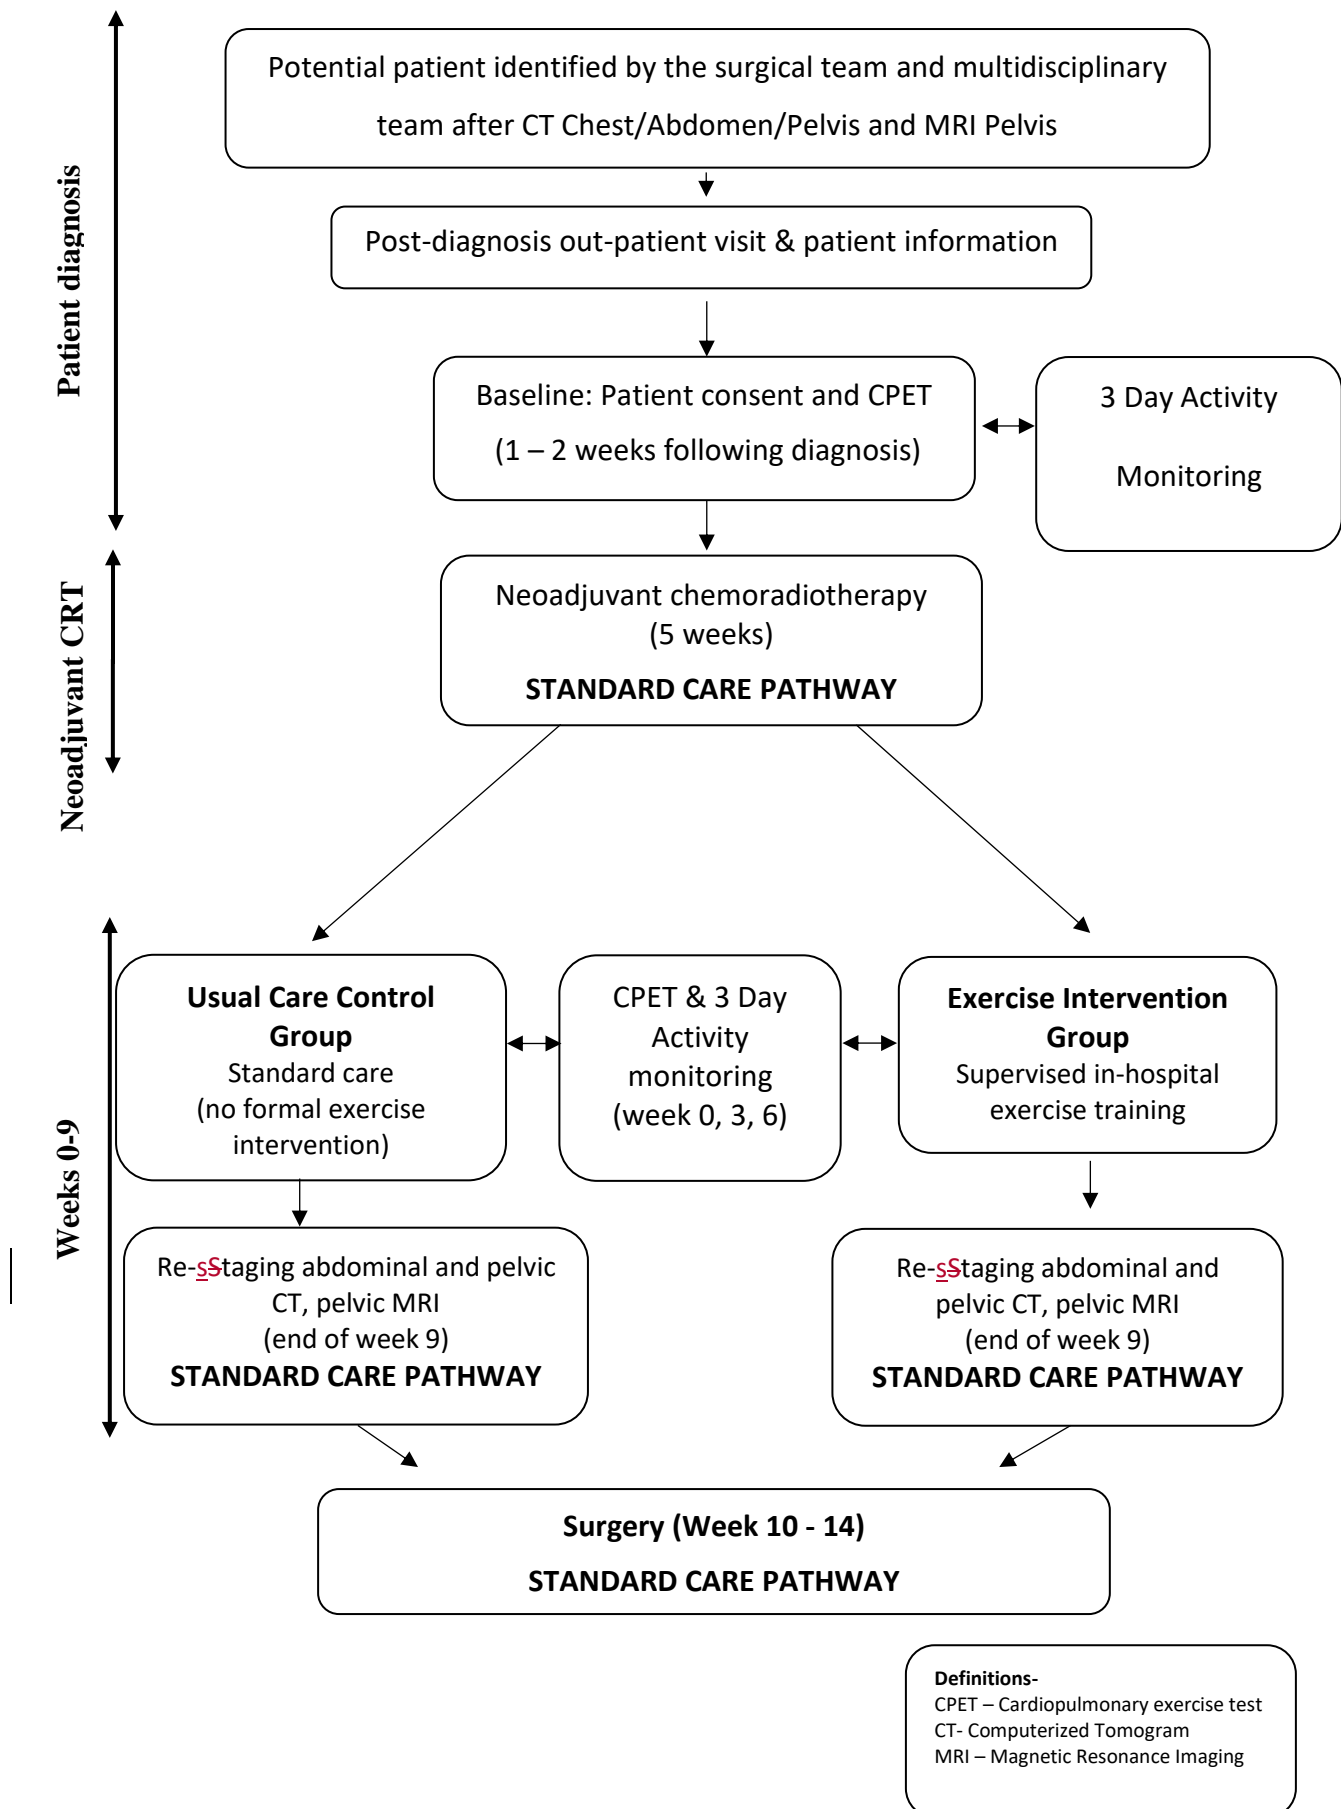 Patient diagnosis
Potential patient identified by the surgical team and multidisciplinary
team after CT Chest/Abdomen/Pelvis and MRI Pelvis
Post-diagnosis out-patient visit & patient information
Baseline: Patient consent and CPET
(1 – 2 weeks following diagnosis)
3 Day Activity
Monitoring
Neoadjuvant CRT
Neoadjuvant chemoradiotherapy
(5 weeks)
STANDARD CARE PATHWAY
Weeks 0-9
Usual Care Control
Group
Standard care
(no formal exercise
intervention)
CPET & 3 Day
Activity
monitoring
(week 0, 3, 6)
Exercise Intervention
Group
Supervised in-hospital
exercise training
Re-sStaging abdominal and pelvic
CT, pelvic MRI
(end of week 9)
STANDARD CARE PATHWAY
Re-sStaging abdominal and
pelvic CT, pelvic MRI
(end of week 9)
STANDARD CARE PATHWAY
Surgery (Week 10 - 14)
STANDARD CARE PATHWAY
Definitions-
CPET – Cardiopulmonary exercise test
CT- Computerized Tomogram
MRI – Magnetic Resonance Imaging